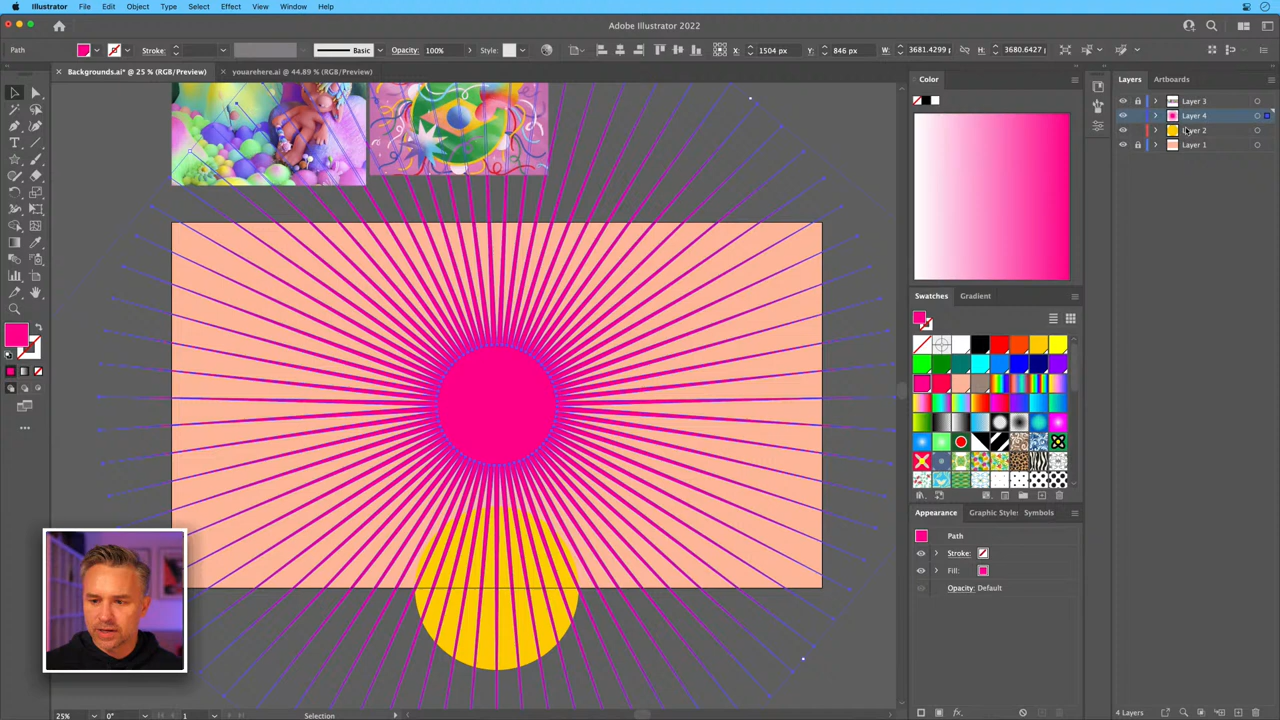 Illustrator File Edit Object Type Select Effect View Window Help
Adobe Illustrator 2022
Path Stroke: Basic Opacity: 100% Style: X: 1504 px Y: 846 px W: 3681.4299 H: 3680.6427
Backgrounds.ai* @ 25 % (RGB/Preview) youarehere.ai @ 44.89 % (RGB/Preview)
Color
Layers Artboards
Layer 3
Layer 4
Layer 2
Layer 1
Swatches Gradient
Appearance Graphic Styles Symbols
Path
Stroke:
Fill:
Opacity: Default
25% 0° 1 Selection
4 Layers
fx.